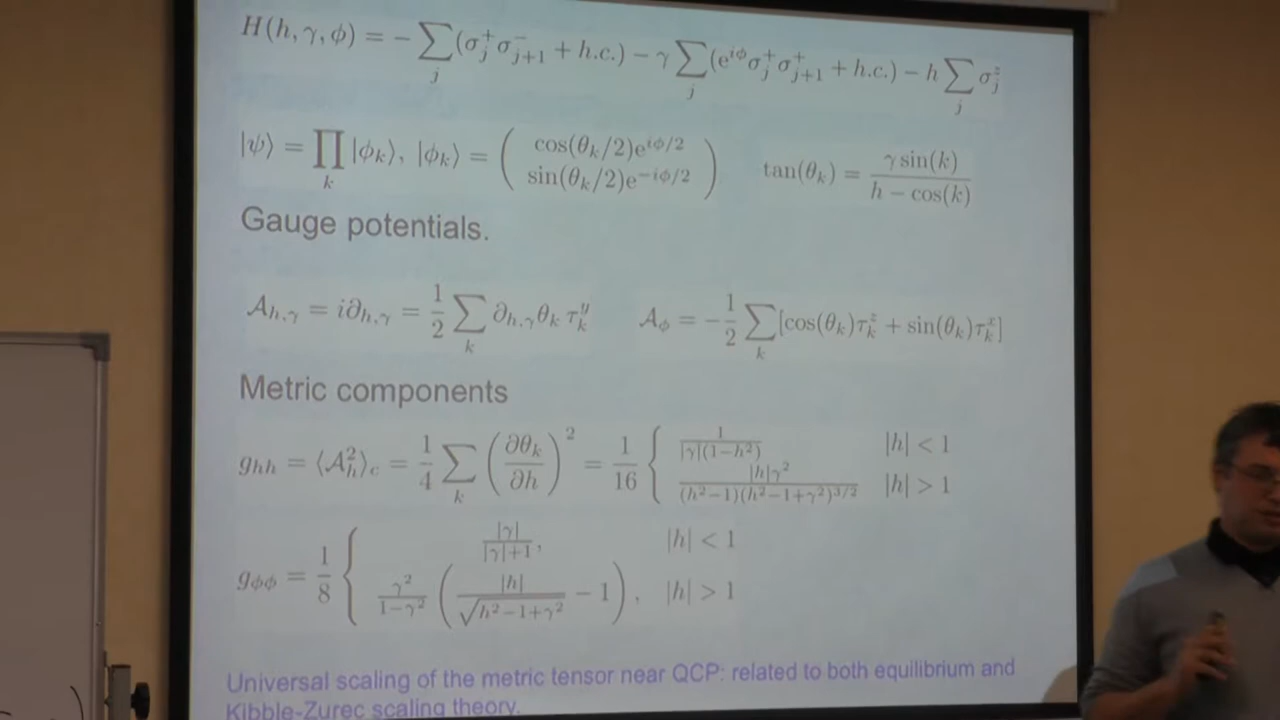 H(h, γ, ϕ) = − ∑_j (σ_j^+ σ_{j+1}^- + h.c.) − γ ∑_j (e^{iϕ} σ_j^+ σ_{j+1}^+ + h.c.) − h ∑_j σ_j^z
|ψ⟩ = ∏_k |ϕ_k⟩, |ϕ_k⟩ = ( cos(θ_k/2)e^{iϕ/2} sin(θ_k/2)e^{−iϕ/2} ) tan(θ_k) = γ sin(k) / (h − cos(k))
Gauge potentials.
A_{h,γ} = i∂_{h,γ} = 1/2 ∑_k ∂_{h,γ}θ_k τ_k^y A_ϕ = −1/2 ∑_k [cos(θ_k)τ_k^z + sin(θ_k)τ_k^x]
Metric components
g_{hh} = ⟨A_h^2⟩_c = 1/4 ∑_k (∂θ_k/∂h)^2 = 1/16 { 1/(|γ|(1−h^2)) |h| < 1
|h|γ^2/((h^2−1)(h^2−1+γ^2)^{3/2}) |h| > 1
g_{ϕϕ} = 1/8 { |γ|/(|γ|+1), |h| < 1
γ^2/(1−γ^2) ( |h|/√(h^2−1+γ^2) − 1 ), |h| > 1
Universal scaling of the metric tensor near QCP: related to both equilibrium and
Kibble-Zurec scaling theory.